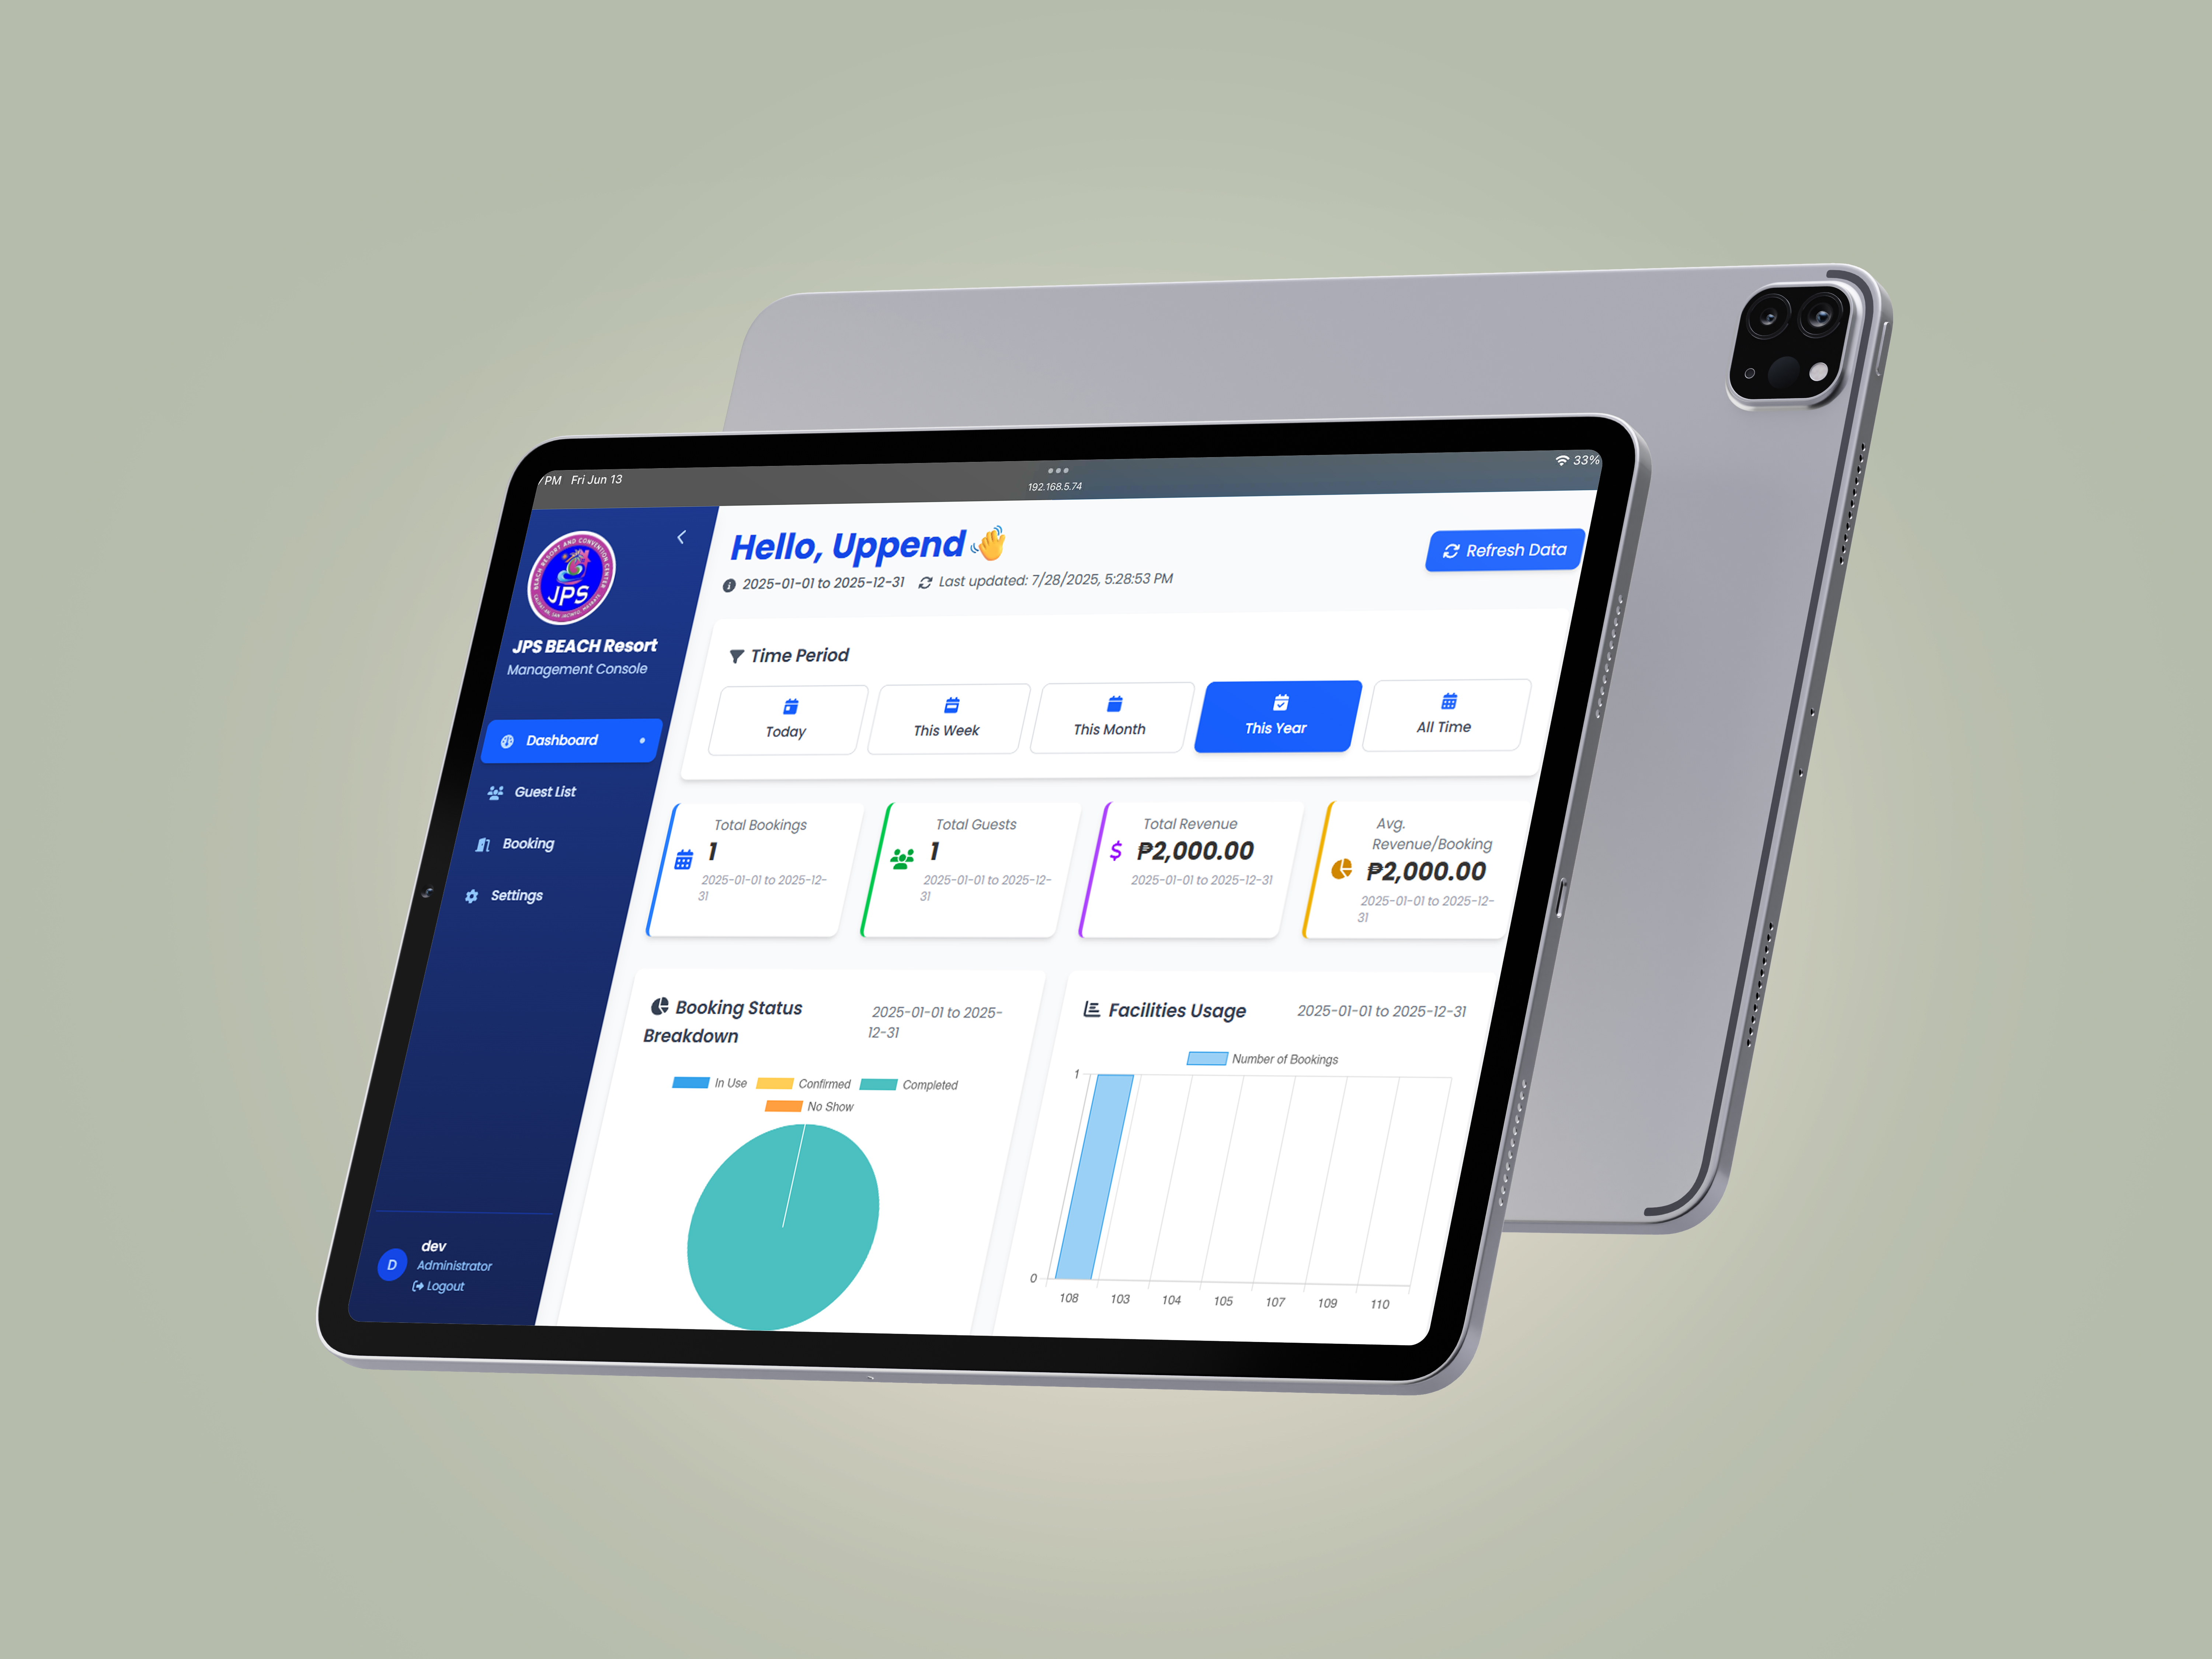 PM Fri Jun 13
192.168.5.74
33%
BEACH RESORT AND CONVENTION CENTER
JPS
JPS BEACH Resort
Management Console
Dashboard
Guest List
Booking
Settings
D
dev
Administrator
Logout
Hello, Uppend 👋
2025-01-01 to 2025-12-31 Last updated: 7/28/2025, 5:28:53 PM
Refresh Data
Time Period
Today
This Week
This Month
This Year
All Time
Total Bookings
1
2025-01-01 to 2025-12-
31
Total Guests
1
2025-01-01 to 2025-12-
31
$
Total Revenue
₱2,000.00
2025-01-01 to 2025-12-31
Avg.
Revenue/Booking
₱2,000.00
2025-01-01 to 2025-12-
31
Booking Status
Breakdown
2025-01-01 to 2025-
12-31
In Use Confirmed Completed
No Show
Facilities Usage
2025-01-01 to 2025-12-31
Number of Bookings
1
0
108 103 104 105 107 109 110